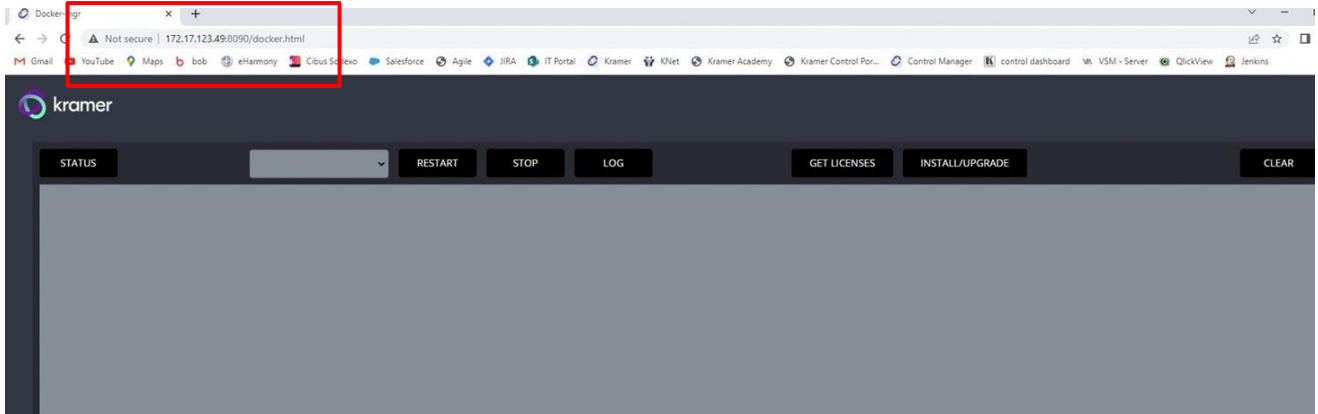 Docker-mgr
Not secure | 172.17.123.49:8090/docker.html
Gmail YouTube Maps bob eHarmony Cibus Sodexo Salesforce Agile JIRA IT Portal Kramer KNet Kramer Academy Kramer Control Por... Control Manager control dashboard VSM - Server QlickView Jenkins
kramer
STATUS RESTART STOP LOG GET LICENSES INSTALL/UPGRADE CLEAR